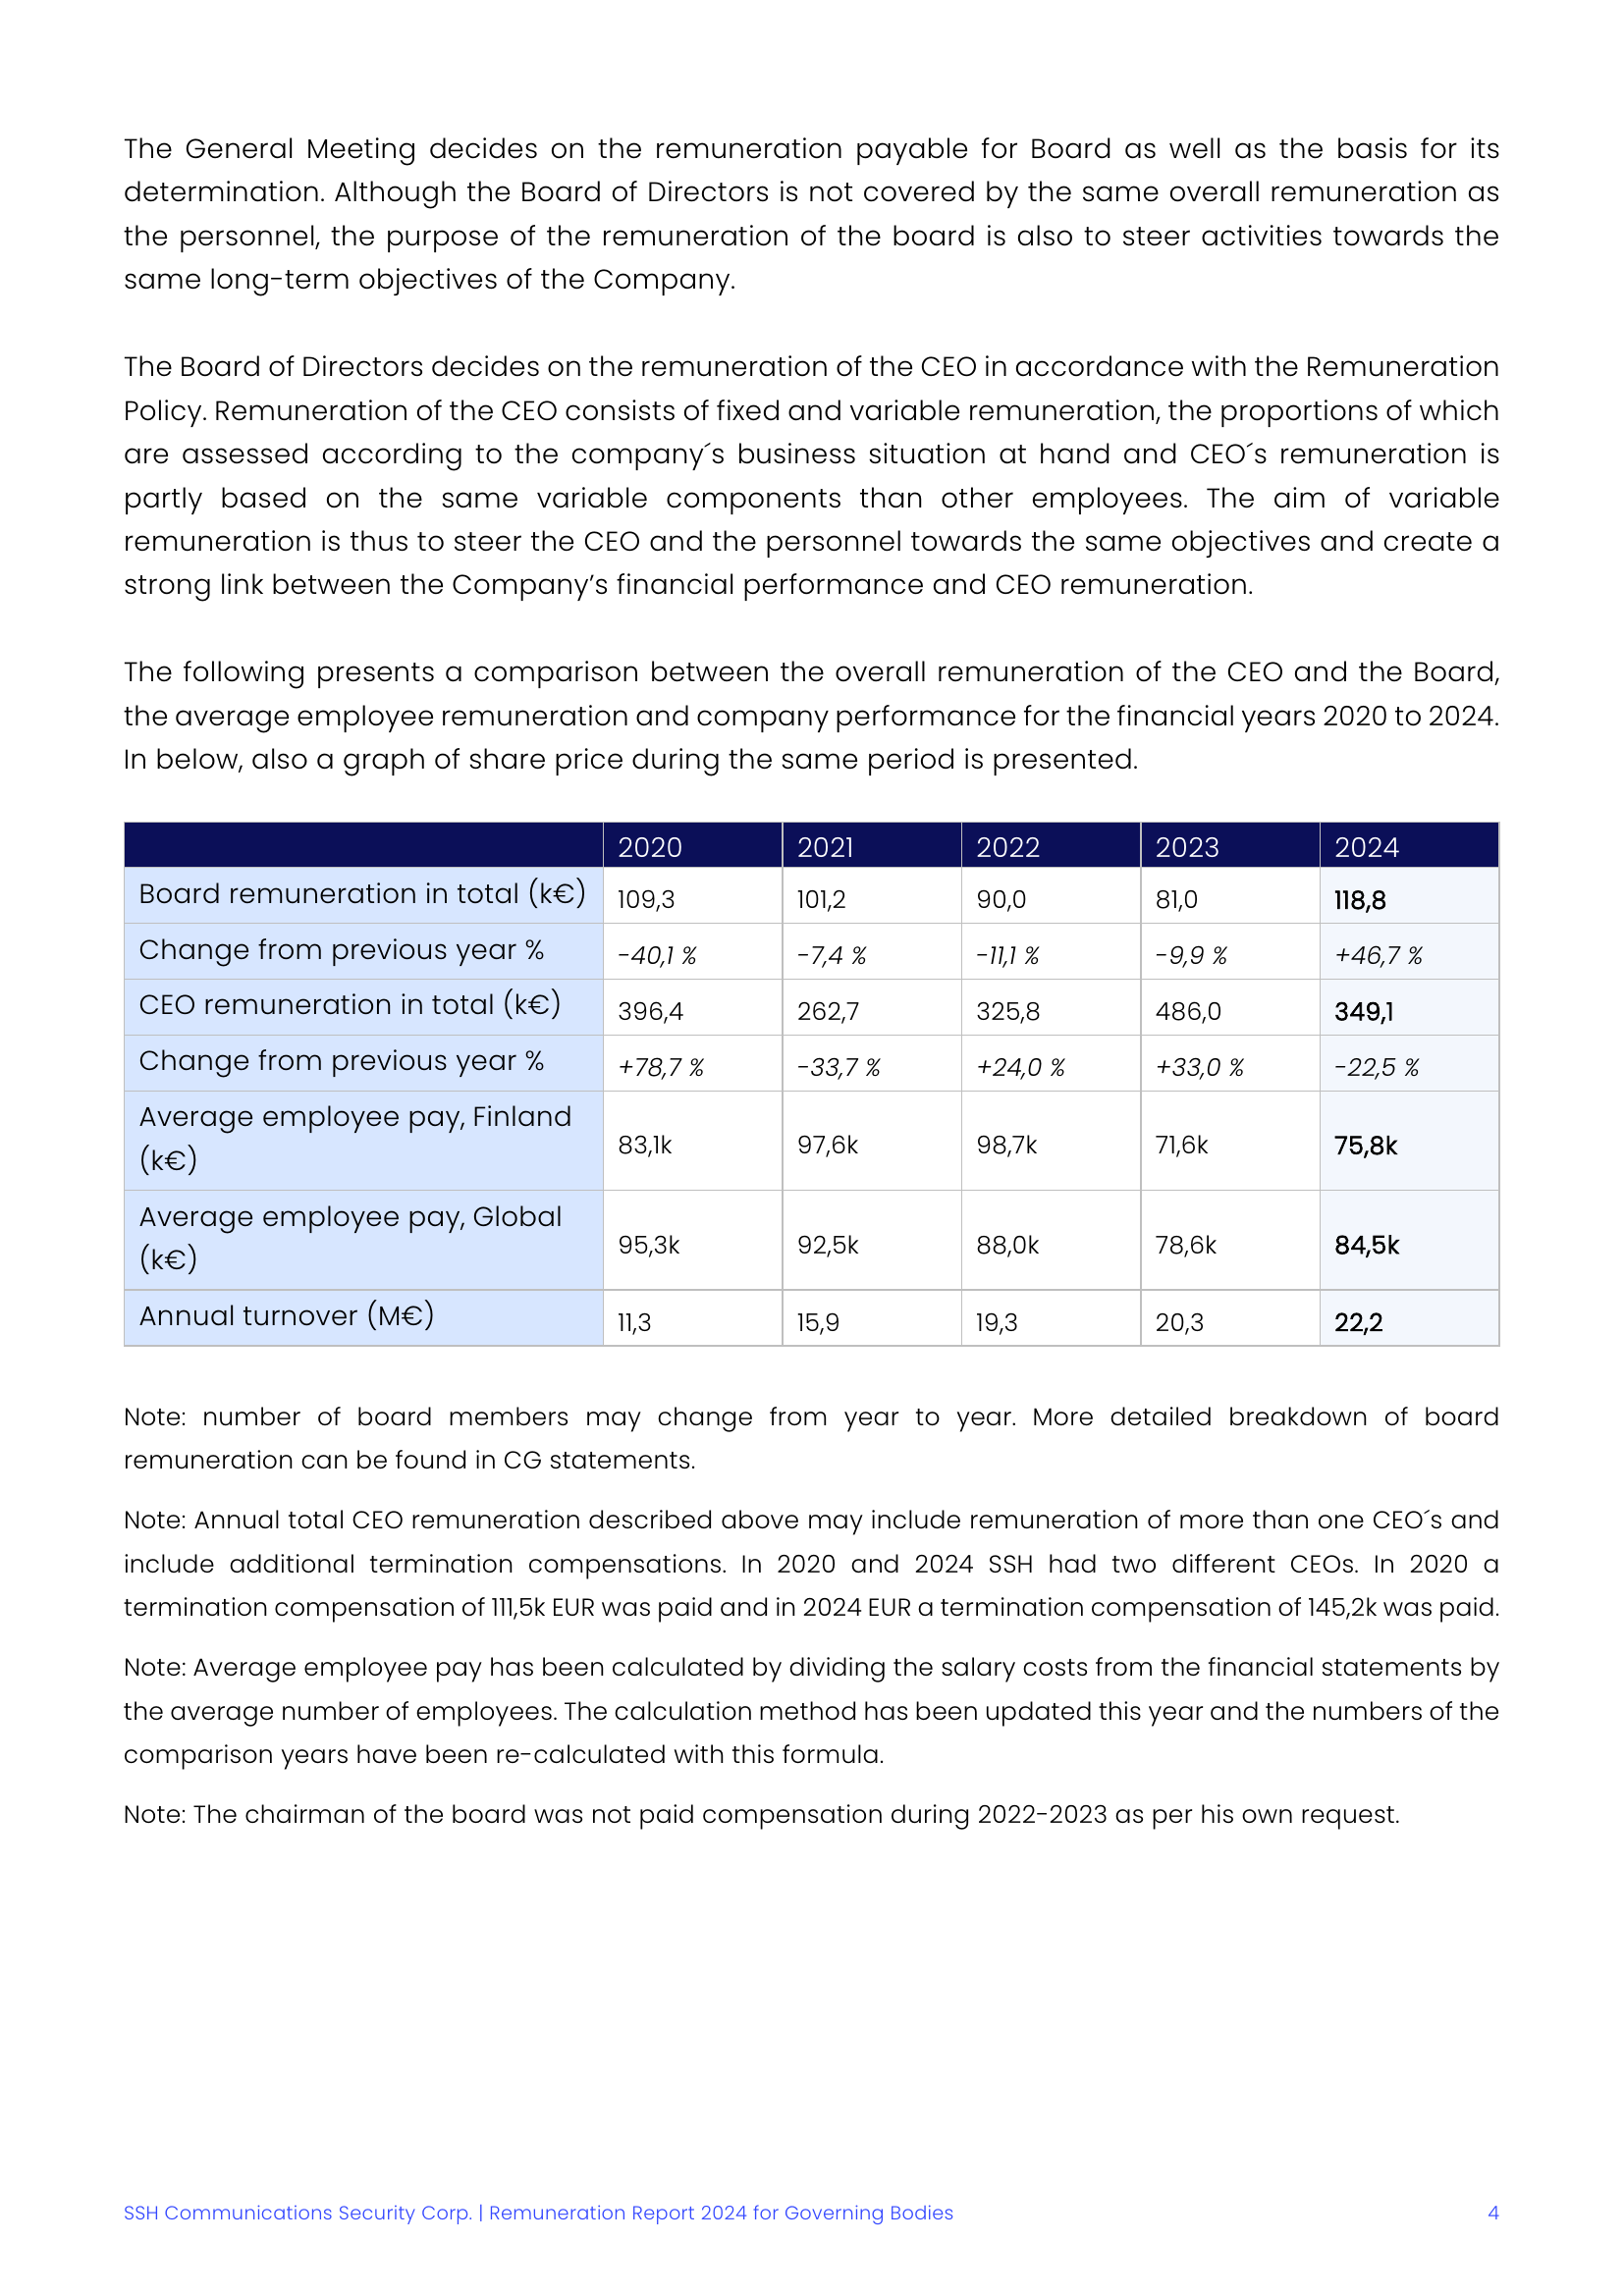 The General Meeting decides on the remuneration payable for Board as well as the basis for its
determination. Although the Board of Directors is not covered by the same overall remuneration as
the personnel, the purpose of the remuneration of the board is also to steer activities towards the
same long-term objectives of the Company.
The Board of Directors decides on the remuneration of the CEO in accordance with the Remuneration
Policy. Remuneration of the CEO consists of fixed and variable remuneration, the proportions of which
are assessed according to the company´s business situation at hand and CEO´s remuneration is
partly based on the same variable components than other employees. The aim of variable
remuneration is thus to steer the CEO and the personnel towards the same objectives and create a
strong link between the Company’s financial performance and CEO remuneration.
The following presents a comparison between the overall remuneration of the CEO and the Board,
the average employee remuneration and company performance for the financial years 2020 to 2024.
In below, also a graph of share price during the same period is presented.
2020 2021 2022 2023 2024
Board remuneration in total (k€) 109,3 101,2 90,0 81,0 118,8
Change from previous year % -40,1 % -7,4 % -11,1 % -9,9 % +46,7 %
CEO remuneration in total (k€) 396,4 262,7 325,8 486,0 349,1
Change from previous year % +78,7 % -33,7 % +24,0 % +33,0 % -22,5 %
Average employee pay, Finland
(k€) 83,1k 97,6k 98,7k 71,6k 75,8k
Average employee pay, Global
(k€) 95,3k 92,5k 88,0k 78,6k 84,5k
Annual turnover (M€) 11,3 15,9 19,3 20,3 22,2
Note: number of board members may change from year to year. More detailed breakdown of board
remuneration can be found in CG statements.
Note: Annual total CEO remuneration described above may include remuneration of more than one CEO´s and
include additional termination compensations. In 2020 and 2024 SSH had two different CEOs. In 2020 a
termination compensation of 111,5k EUR was paid and in 2024 EUR a termination compensation of 145,2k was paid.
Note: Average employee pay has been calculated by dividing the salary costs from the financial statements by
the average number of employees. The calculation method has been updated this year and the numbers of the
comparison years have been re-calculated with this formula.
Note: The chairman of the board was not paid compensation during 2022-2023 as per his own request.
SSH Communications Security Corp. | Remuneration Report 2024 for Governing Bodies 4